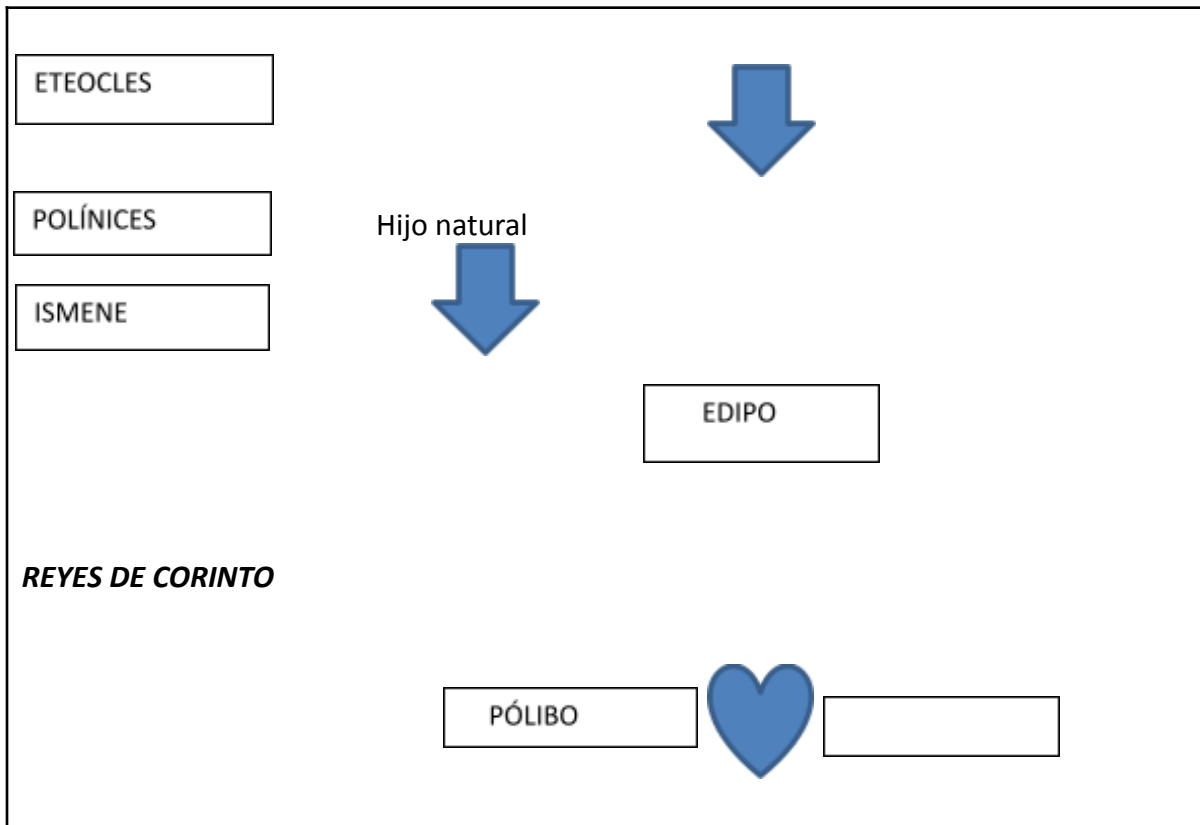 ETEOCLES
POLÍNICES
Hijo natural
ISMENE
EDIPO
REYES DE CORINTO
PÓLIBO